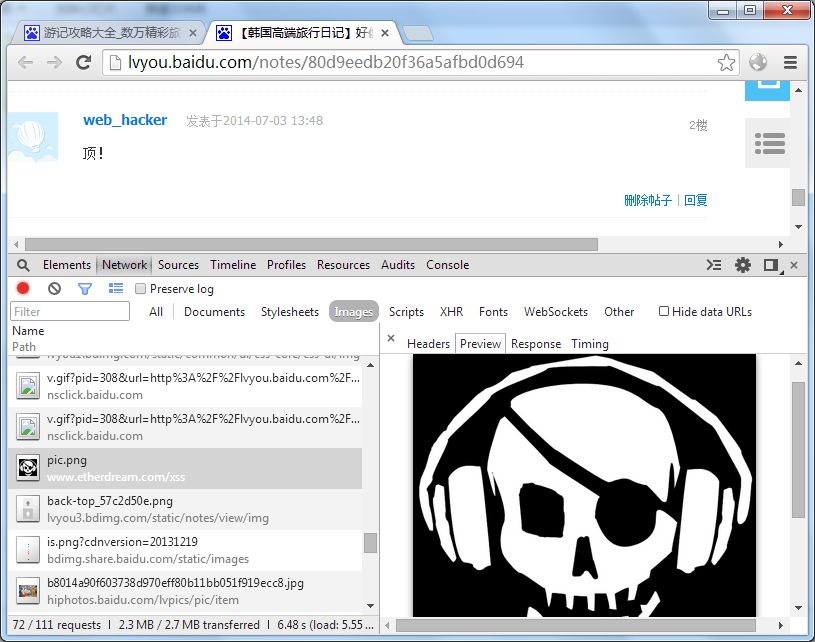 游记攻略大全_数万精彩旅
【韩国高端旅行日记】好
lvyou.baidu.com/notes/80d9eedb20f36a5afbd0d694
web_hacker 发表于2014-07-03 13:48 2楼
顶!
删除帖子 | 回复
Elements Network Sources Timeline Profiles Resources Audits Console
Preserve log
Filter All Documents Stylesheets Images Scripts XHR Fonts WebSockets Other Hide data URLs
Name
Path
Headers Preview Response Timing
v.gif?pid=308&url=http%3A%2F%2Flvyou.baidu.com%2F...
nsclick.baidu.com
v.gif?pid=308&url=http%3A%2F%2Flvyou.baidu.com%2F...
nsclick.baidu.com
pic.png
www.etherdream.com/xss
back-top_57c2d50e.png
lvyou3.bdimg.com/static/notes/view/img
is.png?cdnversion=20131219
bdimg.share.baidu.com/static/images
b8014a90f603738d970eff80b11bb051f919ecc8.jpg
hiphotos.baidu.com/lvpics/pic/item
72 / 111 requests | 2.3 MB / 2.7 MB transferred | 6.48 s (load: 5.55 ...